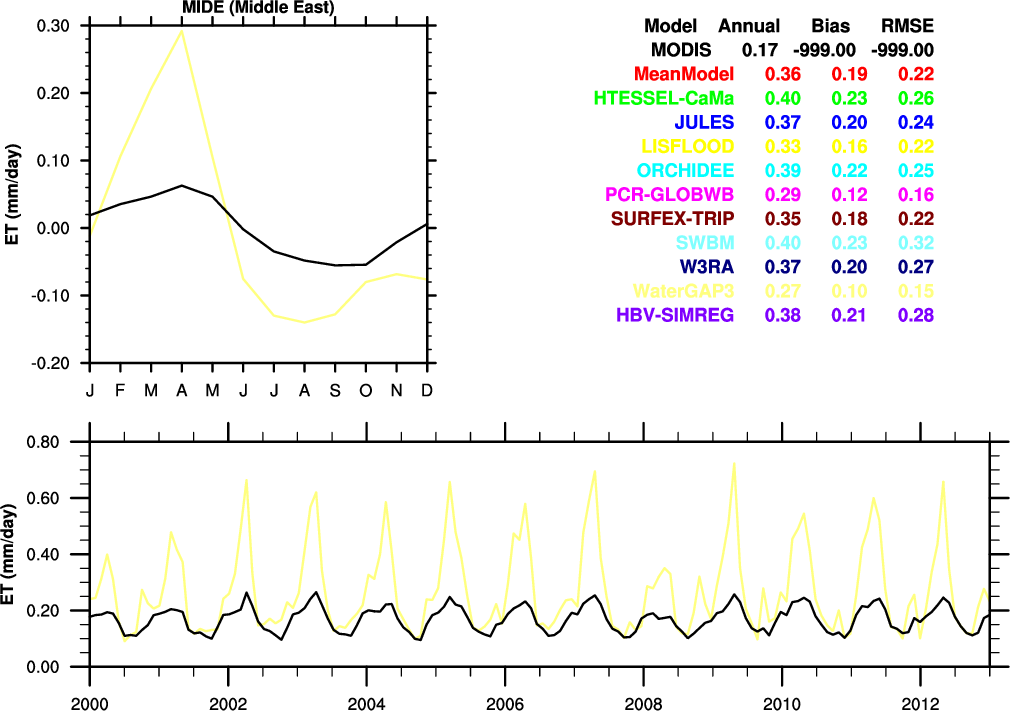 MIDE (Middle East)
ET (mm/day)
0.30
0.20
0.10
0.00
-0.10
-0.20
J F M A M J J A S O N D
Model Annual Bias RMSE
MODIS 0.17 -999.00 -999.00
MeanModel 0.36 0.19 0.22
HTESSEL-CaMa 0.40 0.23 0.26
JULES 0.37 0.20 0.24
LISFLOOD 0.33 0.16 0.22
ORCHIDEE 0.39 0.22 0.25
PCR-GLOBWB 0.29 0.12 0.16
SURFEX-TRIP 0.35 0.18 0.22
SWBM 0.40 0.23 0.32
W3RA 0.37 0.20 0.27
WaterGAP3 0.27 0.10 0.15
HBV-SIMREG 0.38 0.21 0.28
ET (mm/day)
0.80
0.60
0.40
0.20
0.00
2000 2002 2004 2006 2008 2010 2012